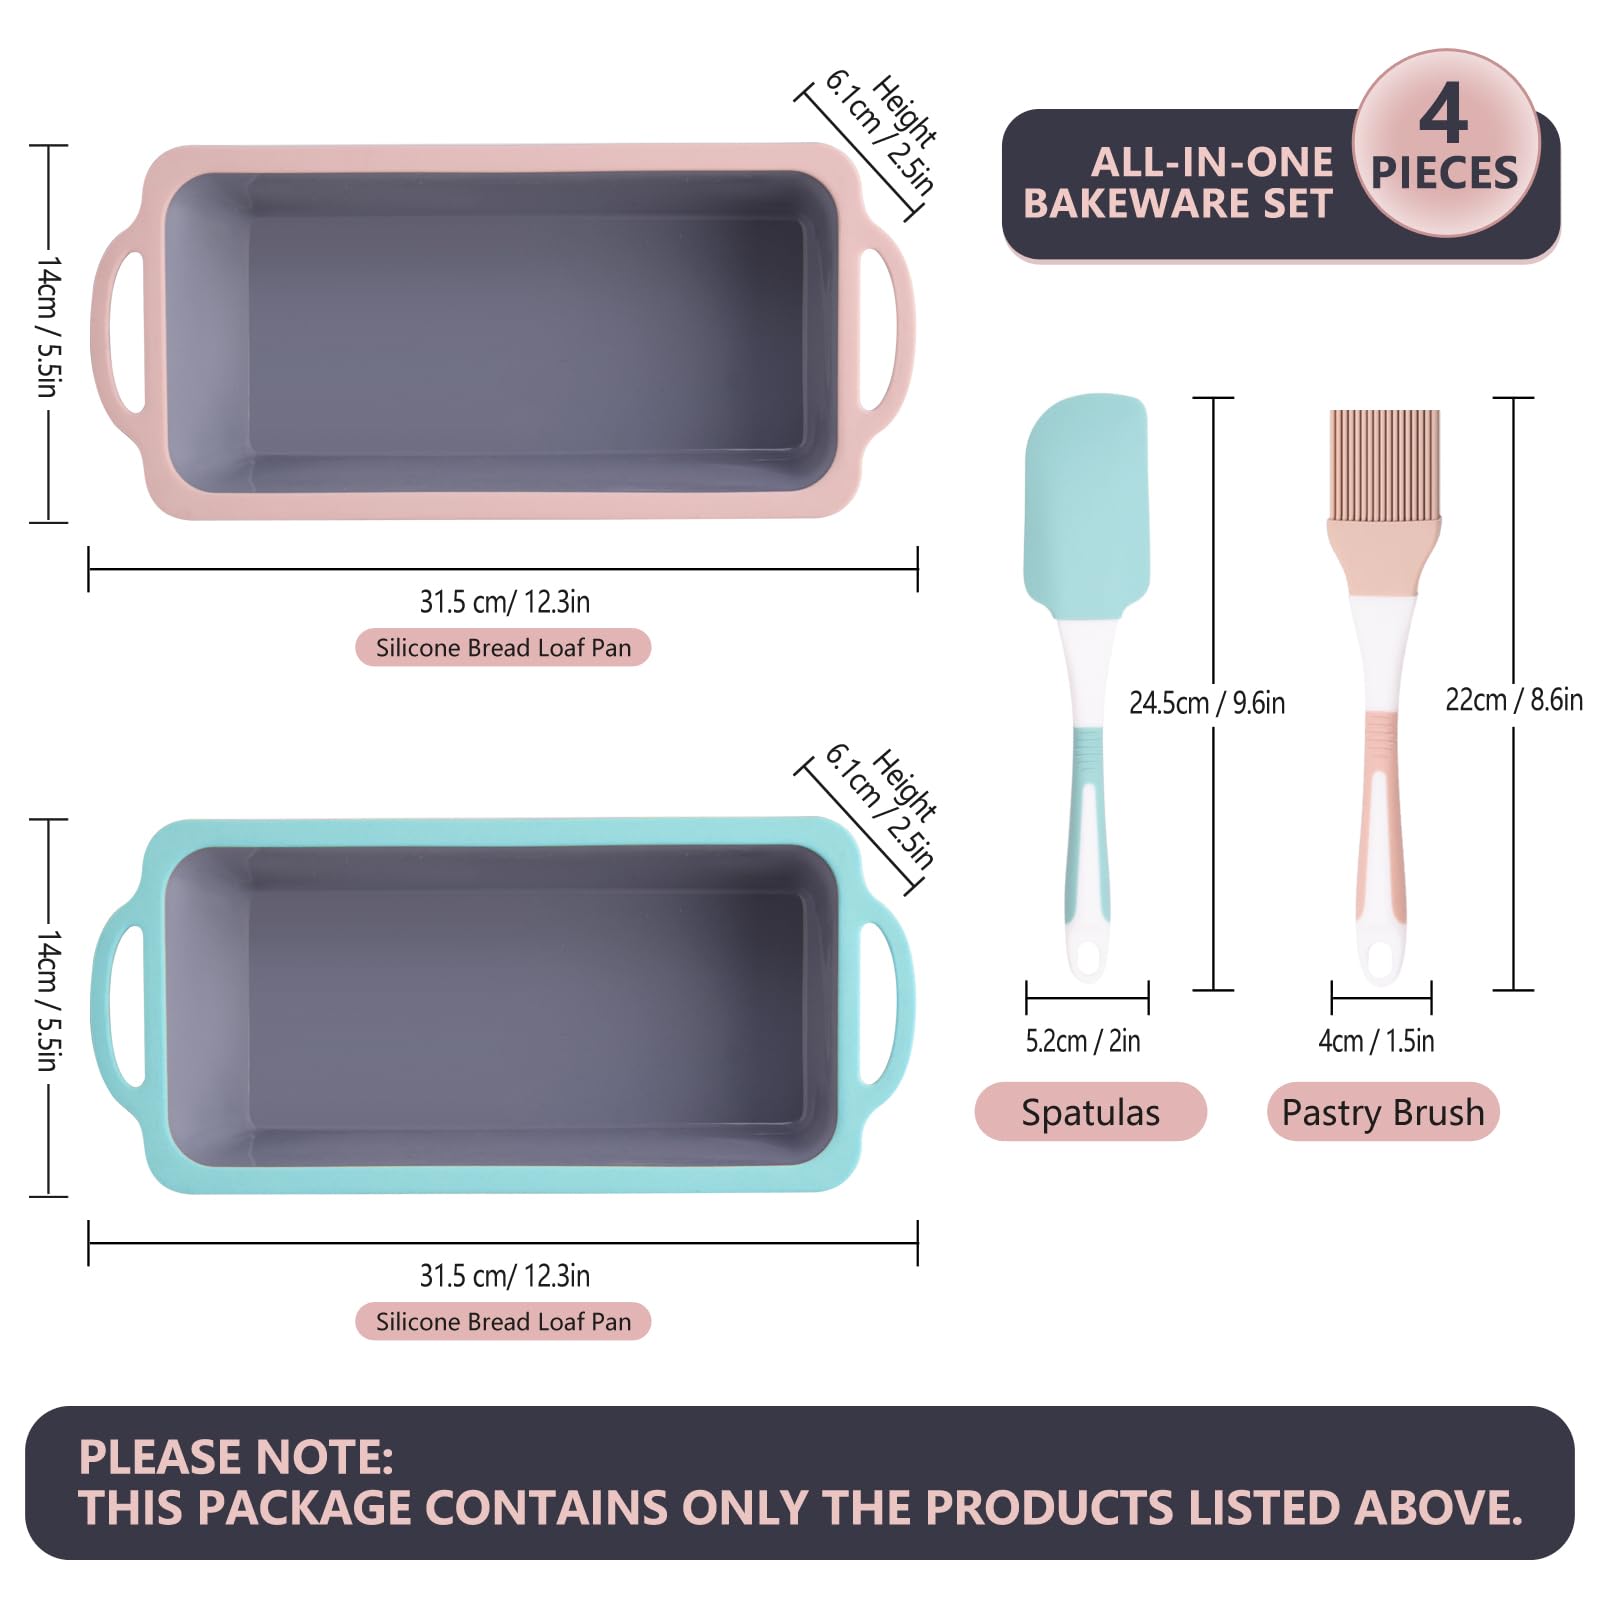 ALL-IN-ONE
BAKEWARE SET
4
PIECES
Height
6.1cm / 2.5in
14cm / 5.5in
31.5 cm/ 12.3in
Silicone Bread Loaf Pan
Height
6.1cm / 2.5in
14cm / 5.5in
31.5 cm/ 12.3in
Silicone Bread Loaf Pan
24.5cm / 9.6in
5.2cm / 2in
Spatulas
22cm / 8.6in
4cm / 1.5in
Pastry Brush
PLEASE NOTE:
THIS PACKAGE CONTAINS ONLY THE PRODUCTS LISTED ABOVE.